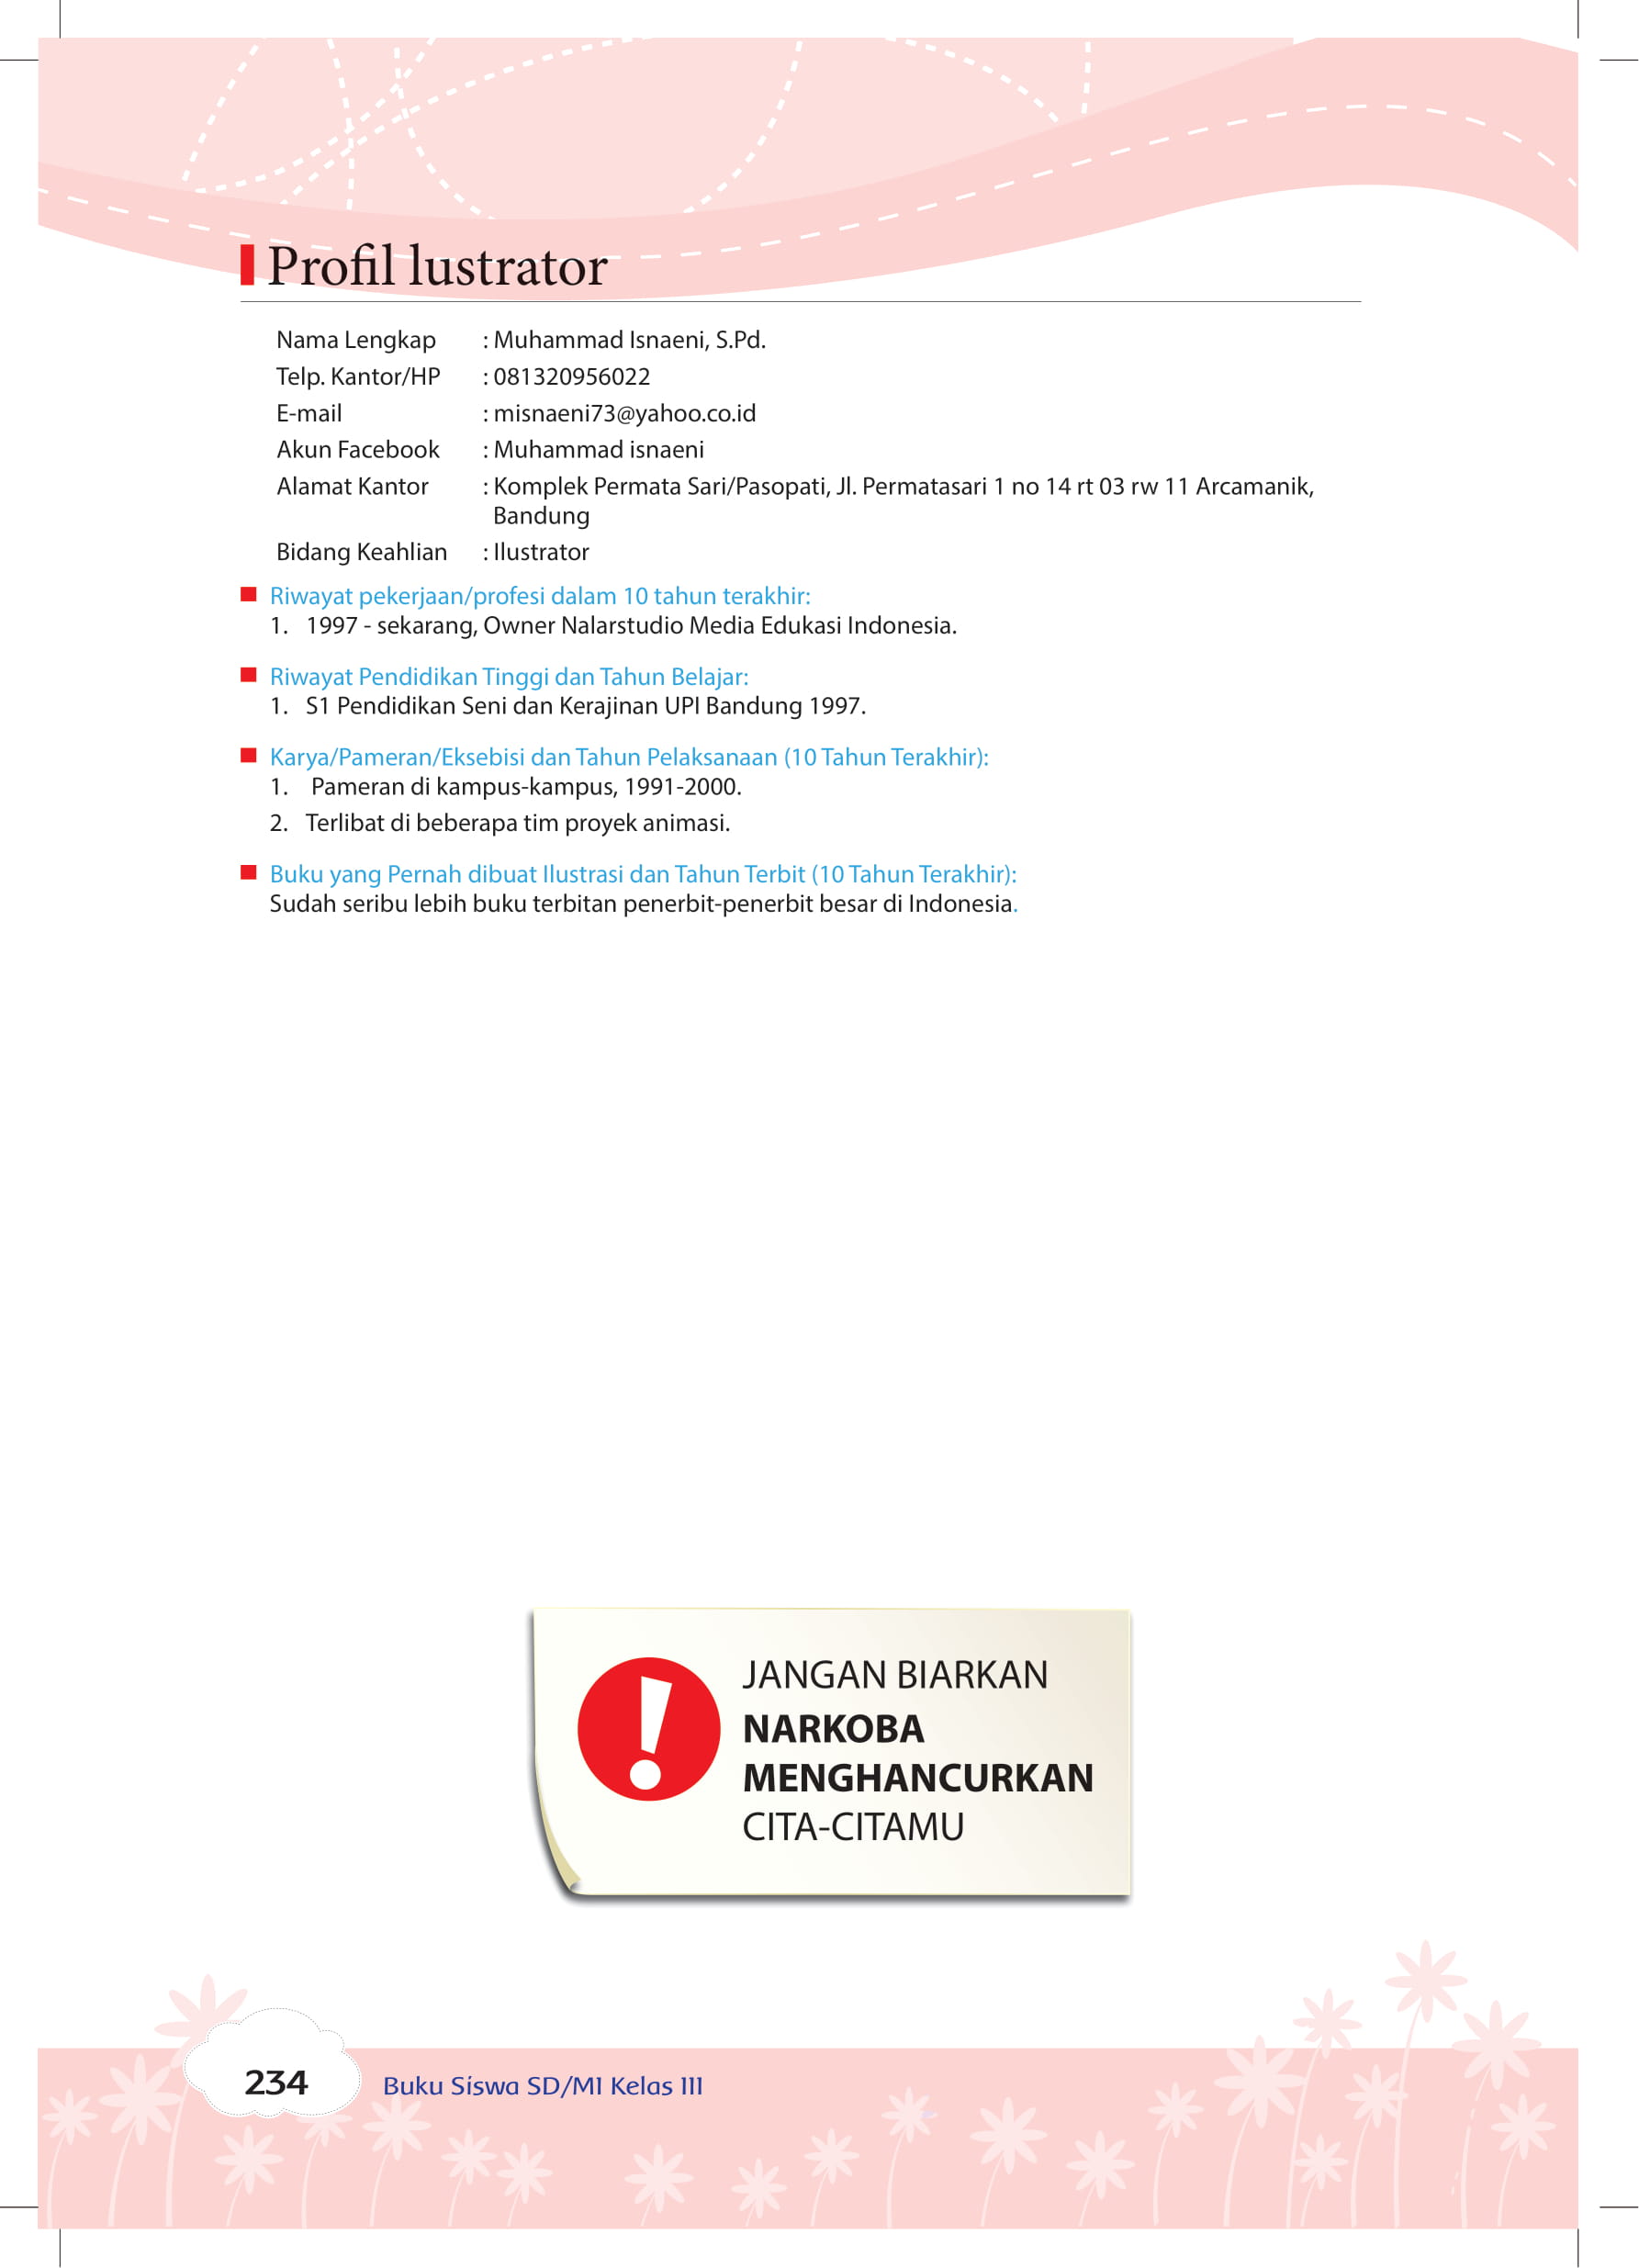 Profil lustrator
Nama Lengkap : Muhammad Isnaeni, S.Pd.
Telp. Kantor/HP : 081320956022
E-mail : misnaeni73@yahoo.co.id
Akun Facebook : Muhammad isnaeni
Alamat Kantor : Komplek Permata Sari/Pasopati, Jl. Permatasari 1 no 14 rt 03 rw 11 Arcamanik,
Bandung
Bidang Keahlian : Ilustrator
Riwayat pekerjaan/profesi dalam 10 tahun terakhir:
1. 1997 - sekarang, Owner Nalarstudio Media Edukasi Indonesia.
Riwayat Pendidikan Tinggi dan Tahun Belajar:
1. S1 Pendidikan Seni dan Kerajinan UPI Bandung 1997.
Karya/Pameran/Eksebisi dan Tahun Pelaksanaan (10 Tahun Terakhir):
1. Pameran di kampus-kampus, 1991-2000.
2. Terlibat di beberapa tim proyek animasi.
Buku yang Pernah dibuat Ilustrasi dan Tahun Terbit (10 Tahun Terakhir):
Sudah seribu lebih buku terbitan penerbit-penerbit besar di Indonesia.
JANGAN BIARKAN
NARKOBA
MENGHANCURKAN
CITA-CITAMU
234 Buku Siswa SD/MI Kelas III